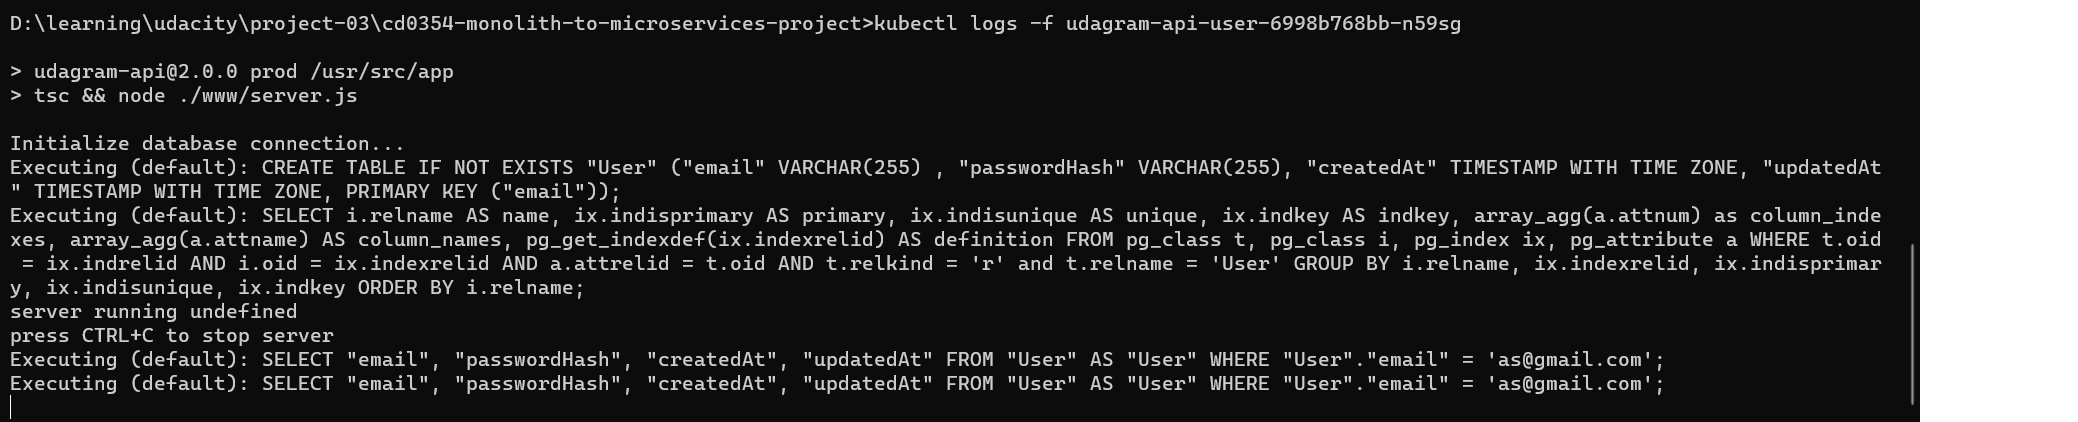 D:\learning\udacity\project-03\cd0354-monolith-to-microservices-project>kubectl logs -f udagram-api-user-6998b768bb-n59sg
> udagram-api@2.0.0 prod /usr/src/app
> tsc && node ./www/server.js
Initialize database connection...
Executing (default): CREATE TABLE IF NOT EXISTS "User" ("email" VARCHAR(255) , "passwordHash" VARCHAR(255), "createdAt" TIMESTAMP WITH TIME ZONE, "updatedAt
" TIMESTAMP WITH TIME ZONE, PRIMARY KEY ("email"));
Executing (default): SELECT i.relname AS name, ix.indisprimary AS primary, ix.indisunique AS unique, ix.indkey AS indkey, array_agg(a.attnum) as column_inde
xes, array_agg(a.attname) AS column_names, pg_get_indexdef(ix.indexrelid) AS definition FROM pg_class t, pg_class i, pg_index ix, pg_attribute a WHERE t.oid
 = ix.indrelid AND i.oid = ix.indexrelid AND a.attrelid = t.oid AND t.relkind = 'r' and t.relname = 'User' GROUP BY i.relname, ix.indexrelid, ix.indisprimar
y, ix.indisunique, ix.indkey ORDER BY i.relname;
server running undefined
press CTRL+C to stop server
Executing (default): SELECT "email", "passwordHash", "createdAt", "updatedAt" FROM "User" AS "User" WHERE "User"."email" = 'as@gmail.com';
Executing (default): SELECT "email", "passwordHash", "createdAt", "updatedAt" FROM "User" AS "User" WHERE "User"."email" = 'as@gmail.com';